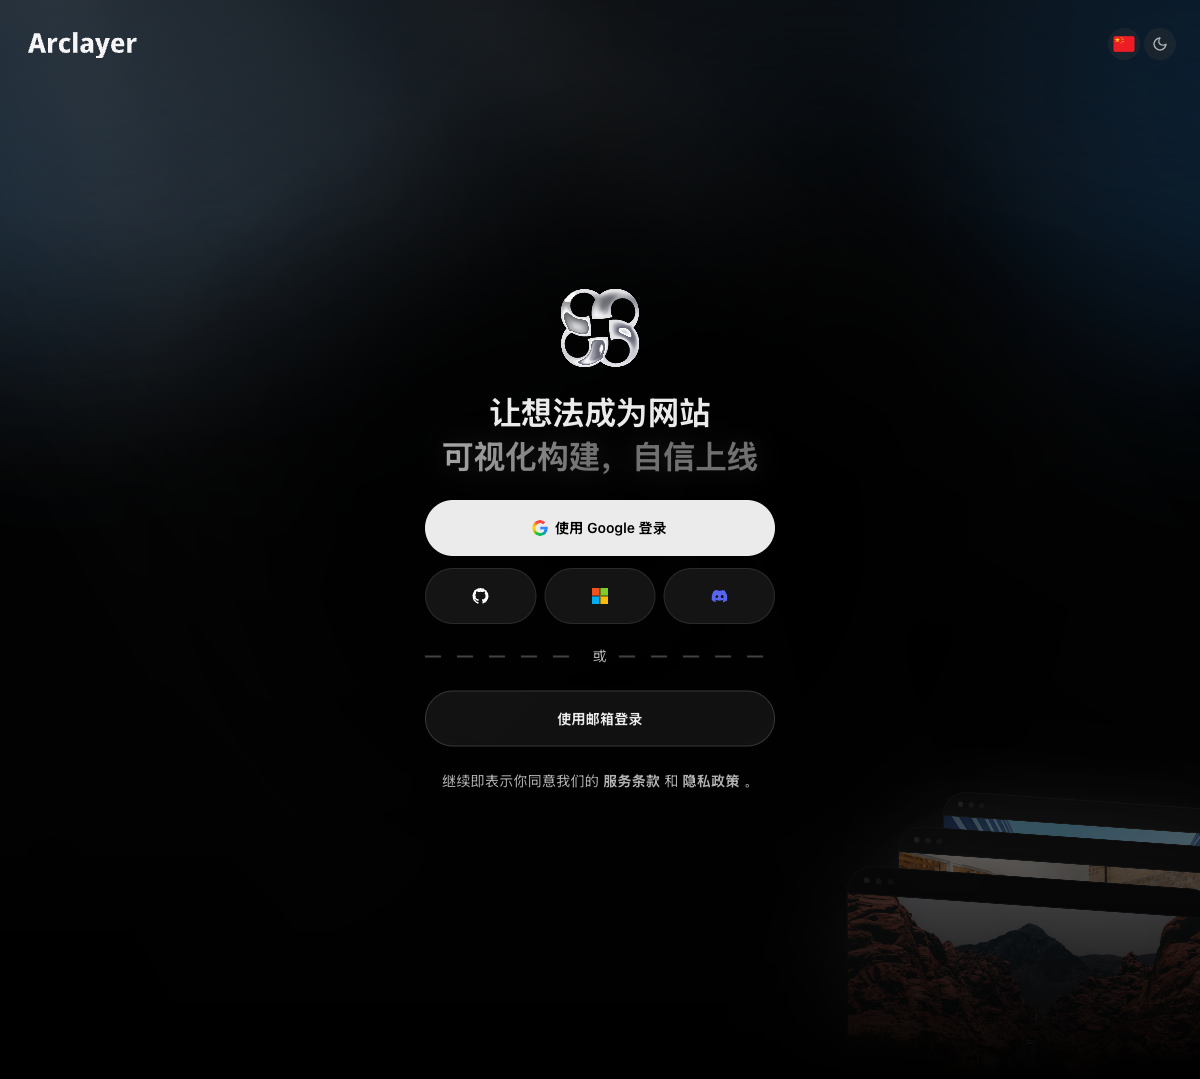 Arclayer
让想法成为网站
可视化构建，自信上线
使用 Google 登录
或
使用邮箱登录
继续即表示你同意我们的 服务条款 和 隐私政策 。